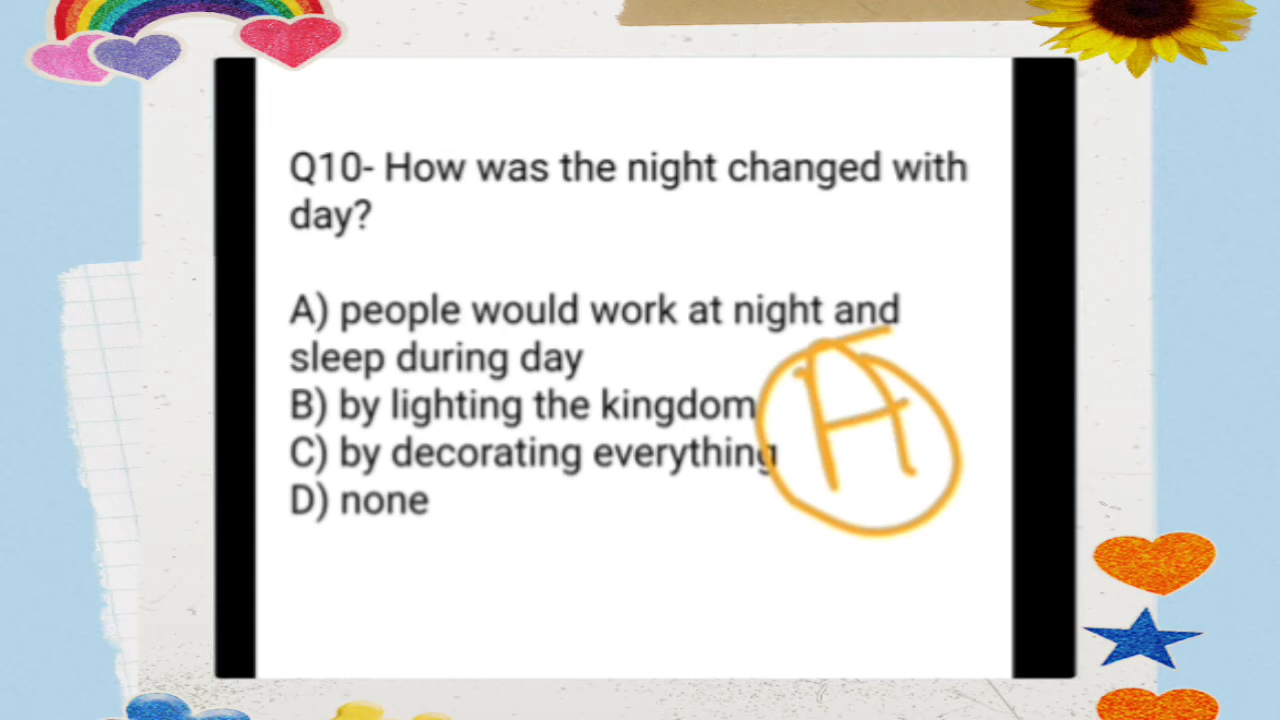 Q10- How was the night changed with
day?
A) people would work at night and
sleep during day
B) by lighting the kingdom
C) by decorating everything
D) none
A